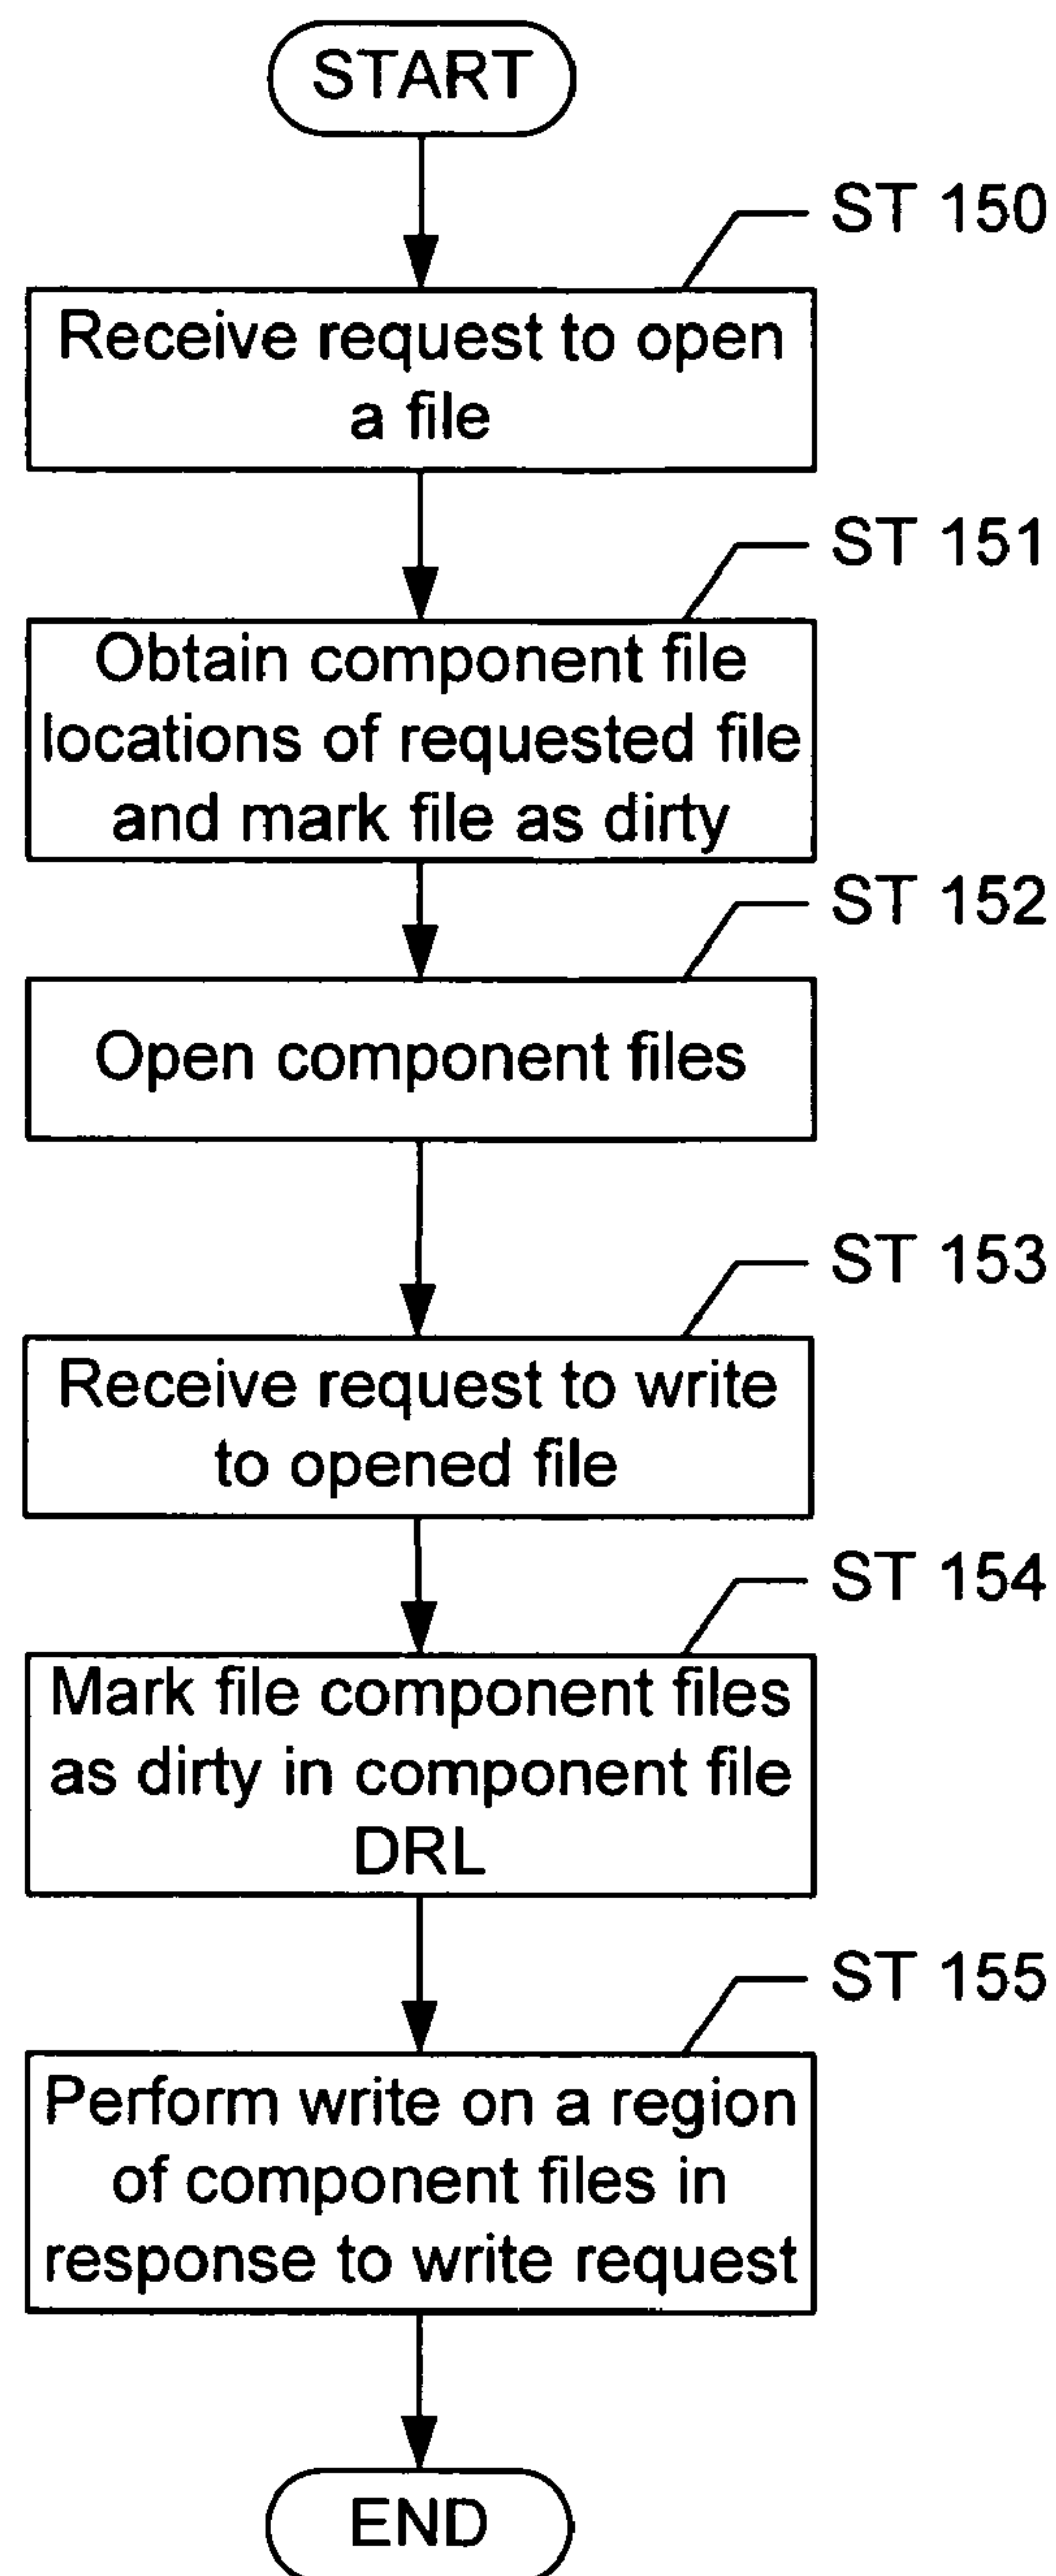 START
ST 150
Receive request to open
a file
ST 151
Obtain component file
locations of requested file
and mark file as dirty
ST 152
Open component files
ST 153
Receive request to write
to opened file
ST 154
Mark file component files
as dirty in component file
DRL
ST 155
Perform write on a region
of component files in
response to write request
END